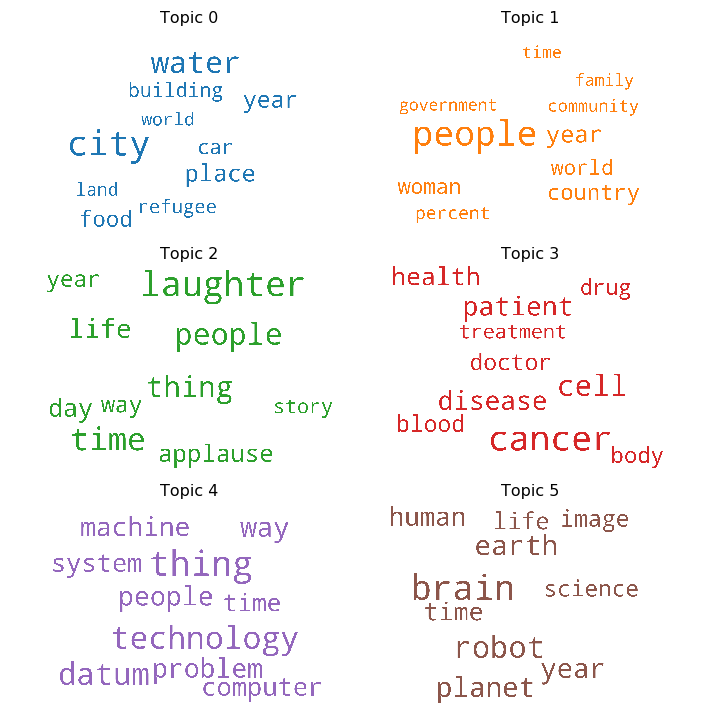 Topic 0
water
building
year
world
city
car
place
land
refugee
food
Topic 1
time
family
government
community
people
year
world
woman
country
percent
Topic 2
year
laughter
life
people
thing
day
way
story
time
applause
Topic 3
health
drug
patient
treatment
doctor
cell
disease
blood
cancer
body
Topic 4
machine
way
system
thing
people
time
technology
datum
problem
computer
Topic 5
human
life
image
earth
brain
science
time
robot
year
planet